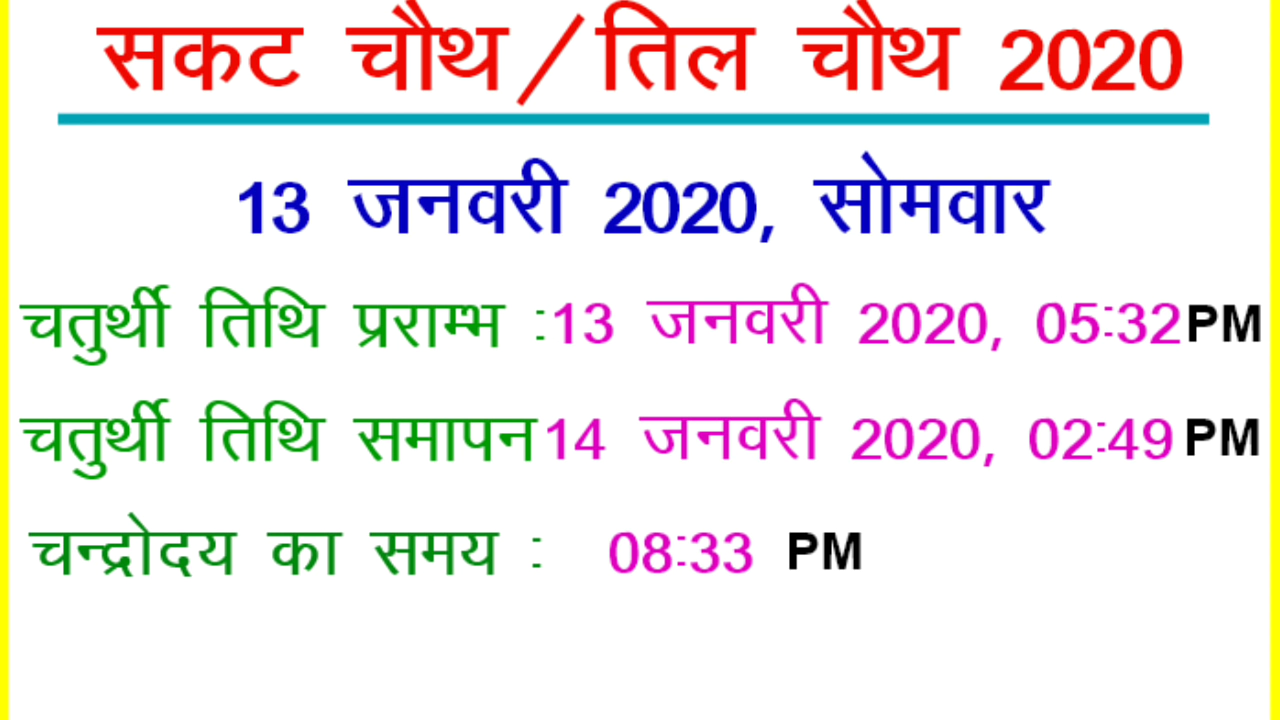 सकट चौथ/तिल चौथ 2020
13 जनवरी 2020, सोमवार
चतुर्थी तिथि प्रराम्भ :13 जनवरी 2020, 05:32PM
चतुर्थी तिथि समापन14 जनवरी 2020, 02:49 PM
चन्द्रोदय का समय : 08:33 PM